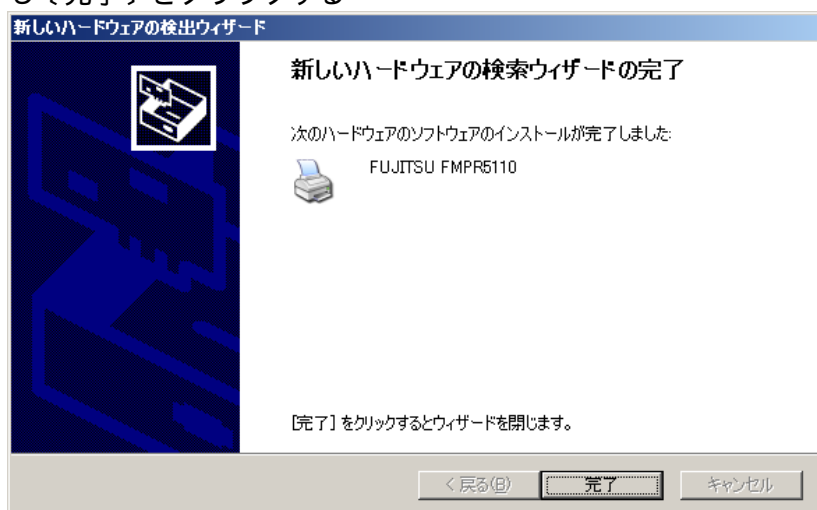 新しいハードウェアの検出ウィザード
新しいハードウェアの検索ウィザードの完了
次のハードウェアのソフトウェアのインストールが完了しました:
FUJITSU FMPR5110
[完了] をクリックするとウィザードを閉じます。
< 戻る(B)
完了
キャンセル